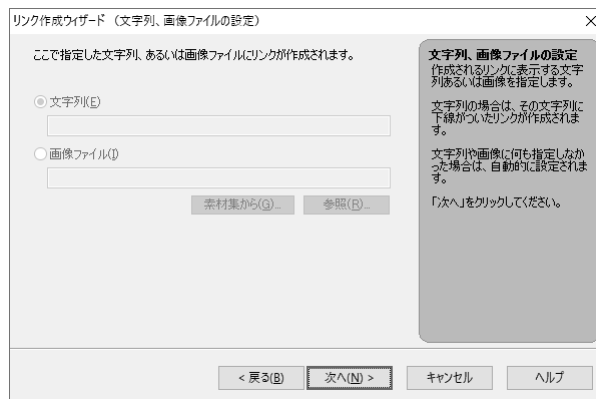 リンク作成ウィザード （文字列、画像ファイルの設定）
ここで指定した文字列、あるいは画像ファイルにリンクが作成されます。
文字列(E)
画像ファイル(I)
素材集から(G)...
参照(R)...
文字列、画像ファイルの設定
作成されるリンクに表示する文字
列あるいは画像を指定します。
文字列の場合は、その文字列に
下線がついたリンクが作成されま
す。
文字列や画像に何も指定しなか
った場合は、自動的に設定されま
す。
「次へ」をクリックしてください。
< 戻る(B)
次へ(N) >
キャンセル
ヘルプ